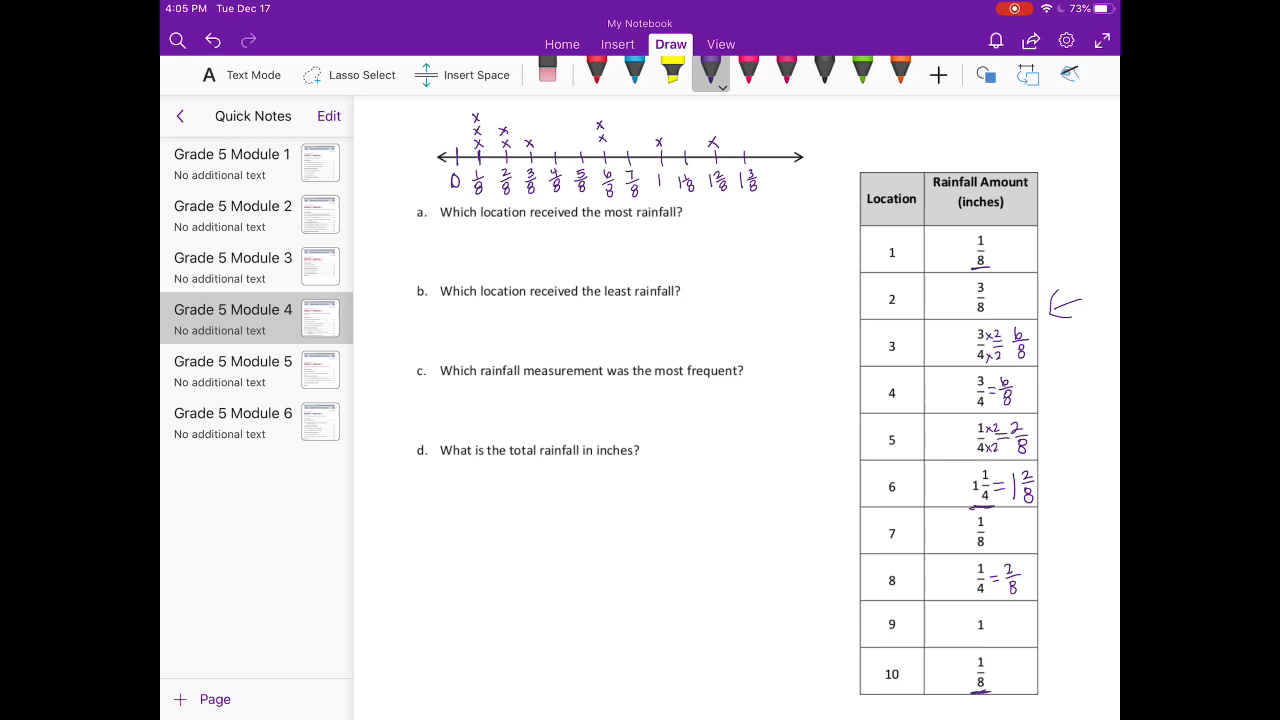 4:05 PM Tue Dec 17
73%
My Notebook
Home Insert Draw View
Text Mode
Lasso Select
Insert Space
Quick Notes
Edit
Grade 5 Module 1
No additional text
Grade 5 Module 2
No additional text
Grade 5 Module 3
No additional text
Grade 5 Module 4
No additional text
Grade 5 Module 5
No additional text
Grade 5 Module 6
No additional text
+ Page
x
x x x
x x x x x x
0 1/8 2/8 3/8 4/8 5/8 6/8 7/8 1 1 1/8 1 2/8 1 3/8
a. Which location received the most rainfall?
b. Which location received the least rainfall?
c. Which rainfall measurement was the most frequent?
d. What is the total rainfall in inches?
Location Rainfall Amount (inches)
1 1/8
2 3/8
3 3/4 x2 x2 = 6/8
4 3/4 = 6/8
5 1/4 x2 x2 = 2/8
6 1 1/4 = 1 2/8
7 1/8
8 1/4 = 2/8
9 1
10 1/8